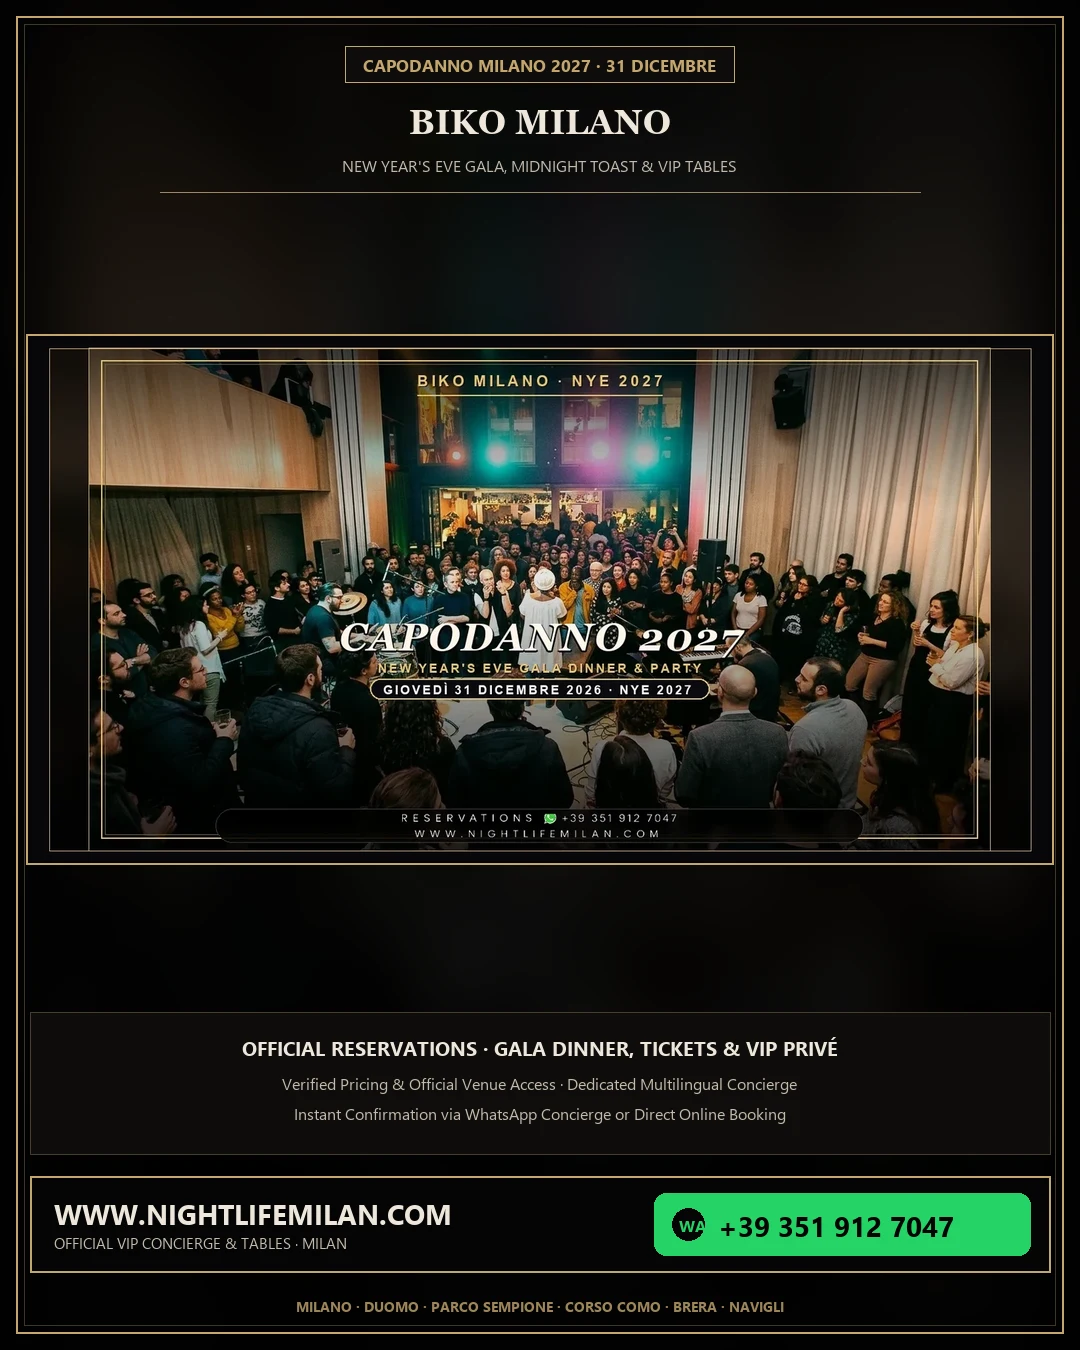 CAPODANNO MILANO 2027 · 31 DICEMBRE
BIKO MILANO
NEW YEAR'S EVE GALA, MIDNIGHT TOAST & VIP TABLES
BIKO MILANO · NYE 2027
CAPODANNO 2027
NEW YEAR'S EVE GALA DINNER & PARTY
GIOVEDÌ 31 DICEMBRE 2026 · NYE 2027
RESERVATIONS +39 351 912 7047
WWW.NIGHTLIFEMILAN.COM
OFFICIAL RESERVATIONS · GALA DINNER, TICKETS & VIP PRIVÉ
Verified Pricing & Official Venue Access · Dedicated Multilingual Concierge
Instant Confirmation via WhatsApp Concierge or Direct Online Booking
WWW.NIGHTLIFEMILAN.COM
OFFICIAL VIP CONCIERGE & TABLES · MILAN
WA +39 351 912 7047
MILANO · DUOMO · PARCO SEMPIONE · CORSO COMO · BRERA · NAVIGLI